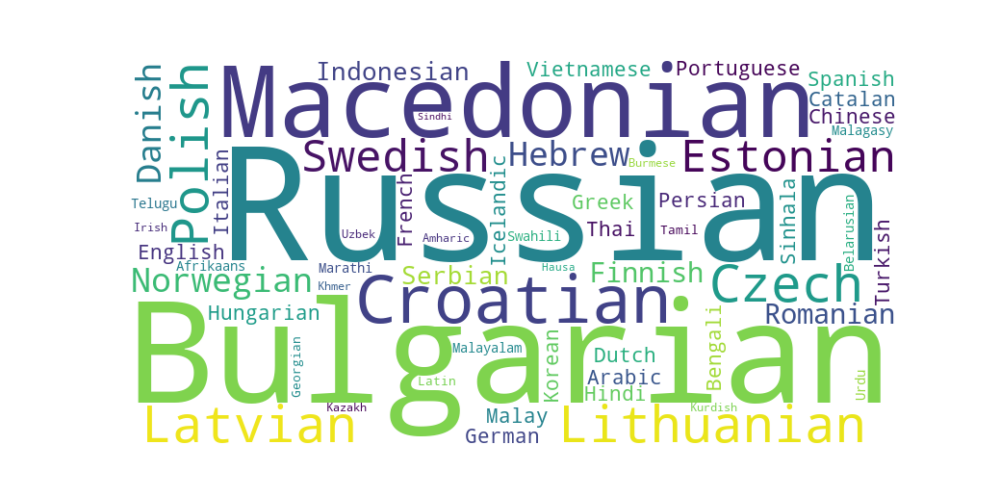 Macedonian
Russian
Bulgarian
Croatian
Polish
Danish
Indonesian
Vietnamese
Portuguese
Spanish
Catalan
Chinese
Malagasy
Sindhi
Swedish
Hebrew
Burmese
Estonian
Telugu
Irish
Italian
English
Afrikaans
Uzbek
French
Amharic
Icelandic
Swahili
Greek
Thai
Persian
Tamil
Sinhala
Belarusian
Turkish
Norwegian
Marathi
Khmer
Serbian
Hausa
Finnish
Czech
Romanian
Hungarian
Georgian
Malayalam
Latin
Korean
Dutch
Arabic
Hindi
Bengali
Urdu
Latvian
Kazakh
Malay
German
Kurdish
Lithuanian